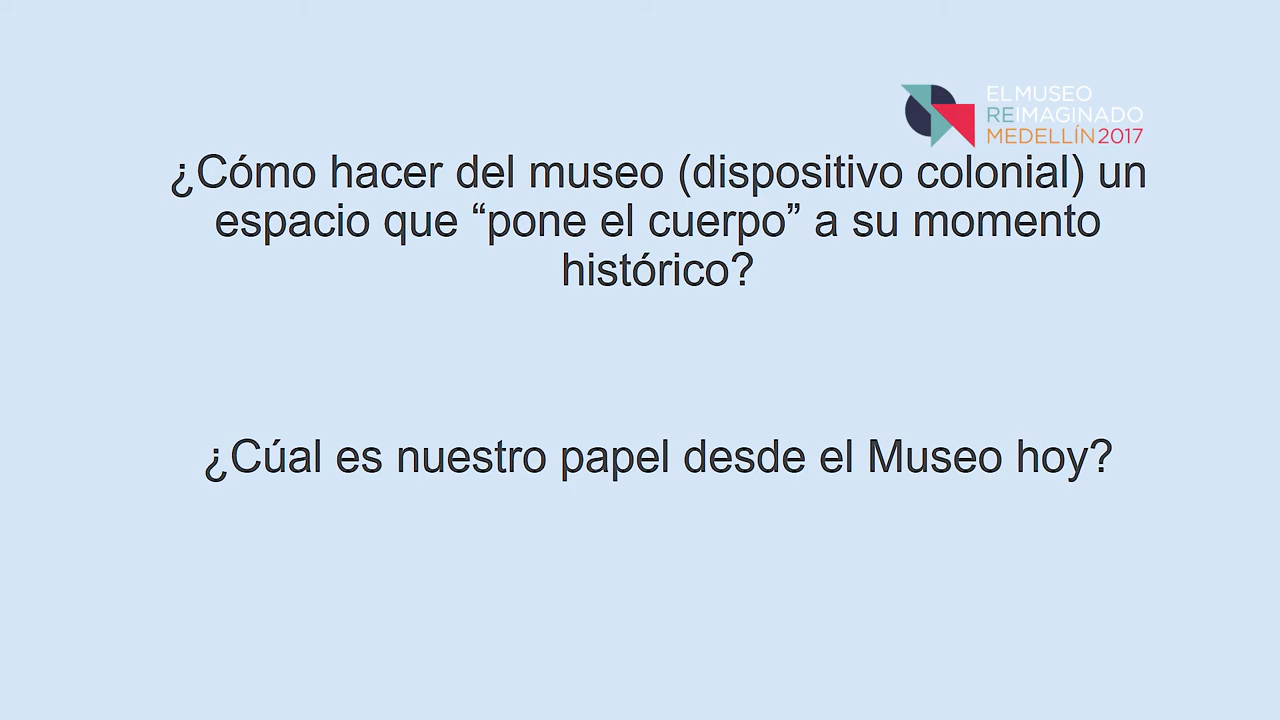 EL MUSEO
REIMAGINADO
MEDELLÍN 2017
¿Cómo hacer del museo (dispositivo colonial) un
espacio que “pone el cuerpo” a su momento
histórico?
¿Cúal es nuestro papel desde el Museo hoy?